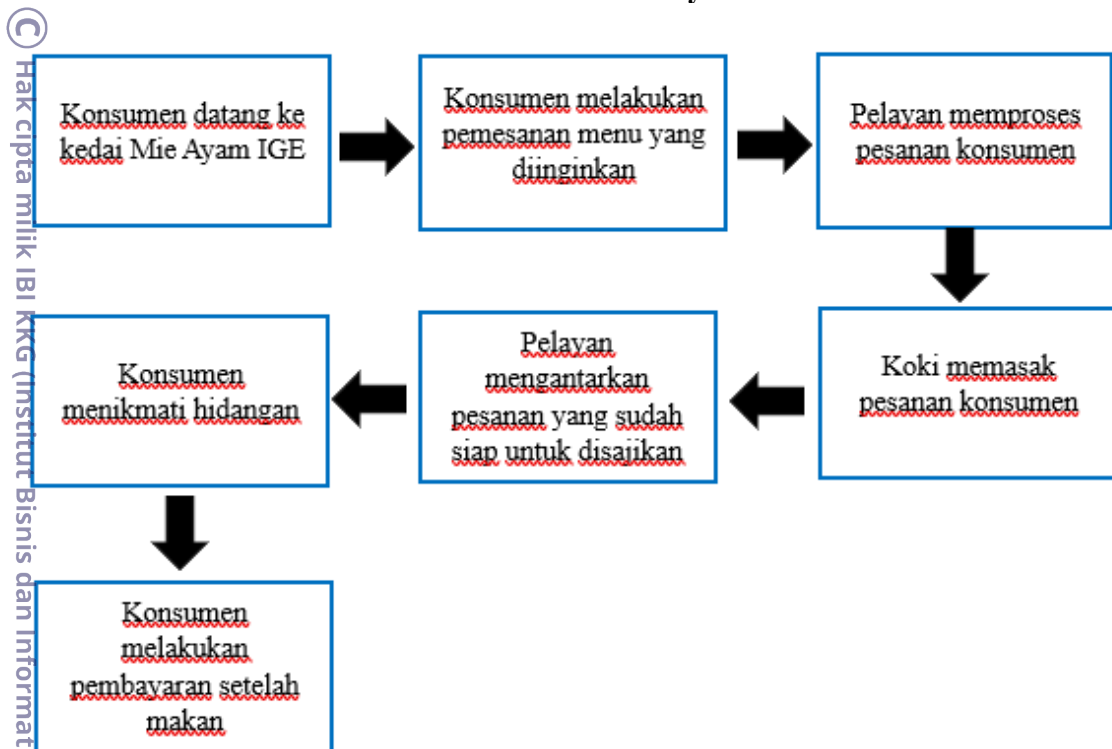 © Hak cipta milik IBI KKG (Institut Bisnis dan Informat
Konsumen datang ke
kedai Mie Ayam IGE
Konsumen melakukan
pemesanan menu yang
diinginkan
Pelayan memproses
pesanan konsumen
Koki memasak
pesanan konsumen
Pelayan
mengantarkan
pesanan yang sudah
siap untuk disajikan
Konsumen
menikmati hidangan
Konsumen
melakukan
pembayaran setelah
makan